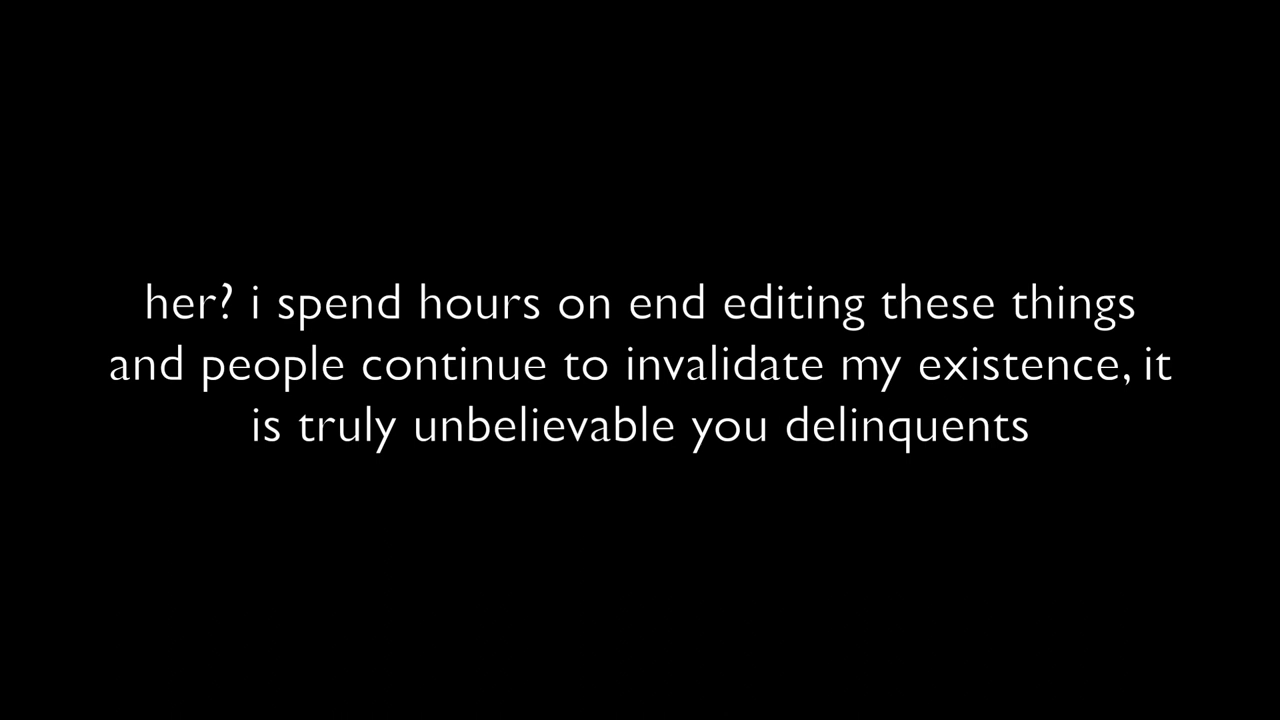 her? i spend hours on end editing these things
and people continue to invalidate my existence, it
is truly unbelievable you delinquents